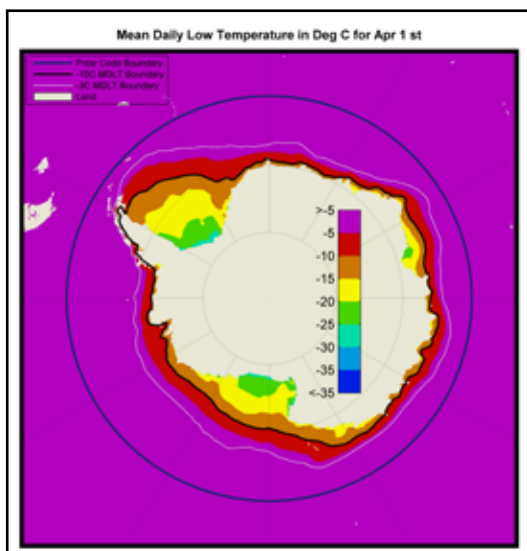 Mean Daily Low Temperature in Deg C for Apr 1 st
Polar Code Boundary
-10C MDLT Boundary
-3C MDLT Boundary
Land
>-5
-5
-10
-15
-20
-25
-30
-35
<-35